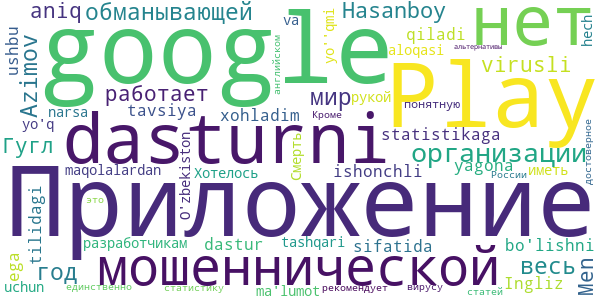 aniq
обманывающей
va
Hasanboy
нет
hech
ushbu
Azimov
google
английском
yo''qmi
qiladi
aloqasi
альтернативы
virusli
Play
работает
мир
рукой
понятную
narsa
tavsiya
xohladim
Кроме
yo'q
Гугл
dasturni
statistikaga
организации
достоверное
maqolalardan
O'zbekiston
Хотелось
Смерть
ishonchli
yagona
России
иметь
Приложение
tilidagi
это
разработчикам
dastur
tashqari
sifatida
bo'lishni
ega
год
мошеннической
весь
Men
Ingliz
uchun
единственно
статистику
ma'lumot
рекомендует
вирусу
статей